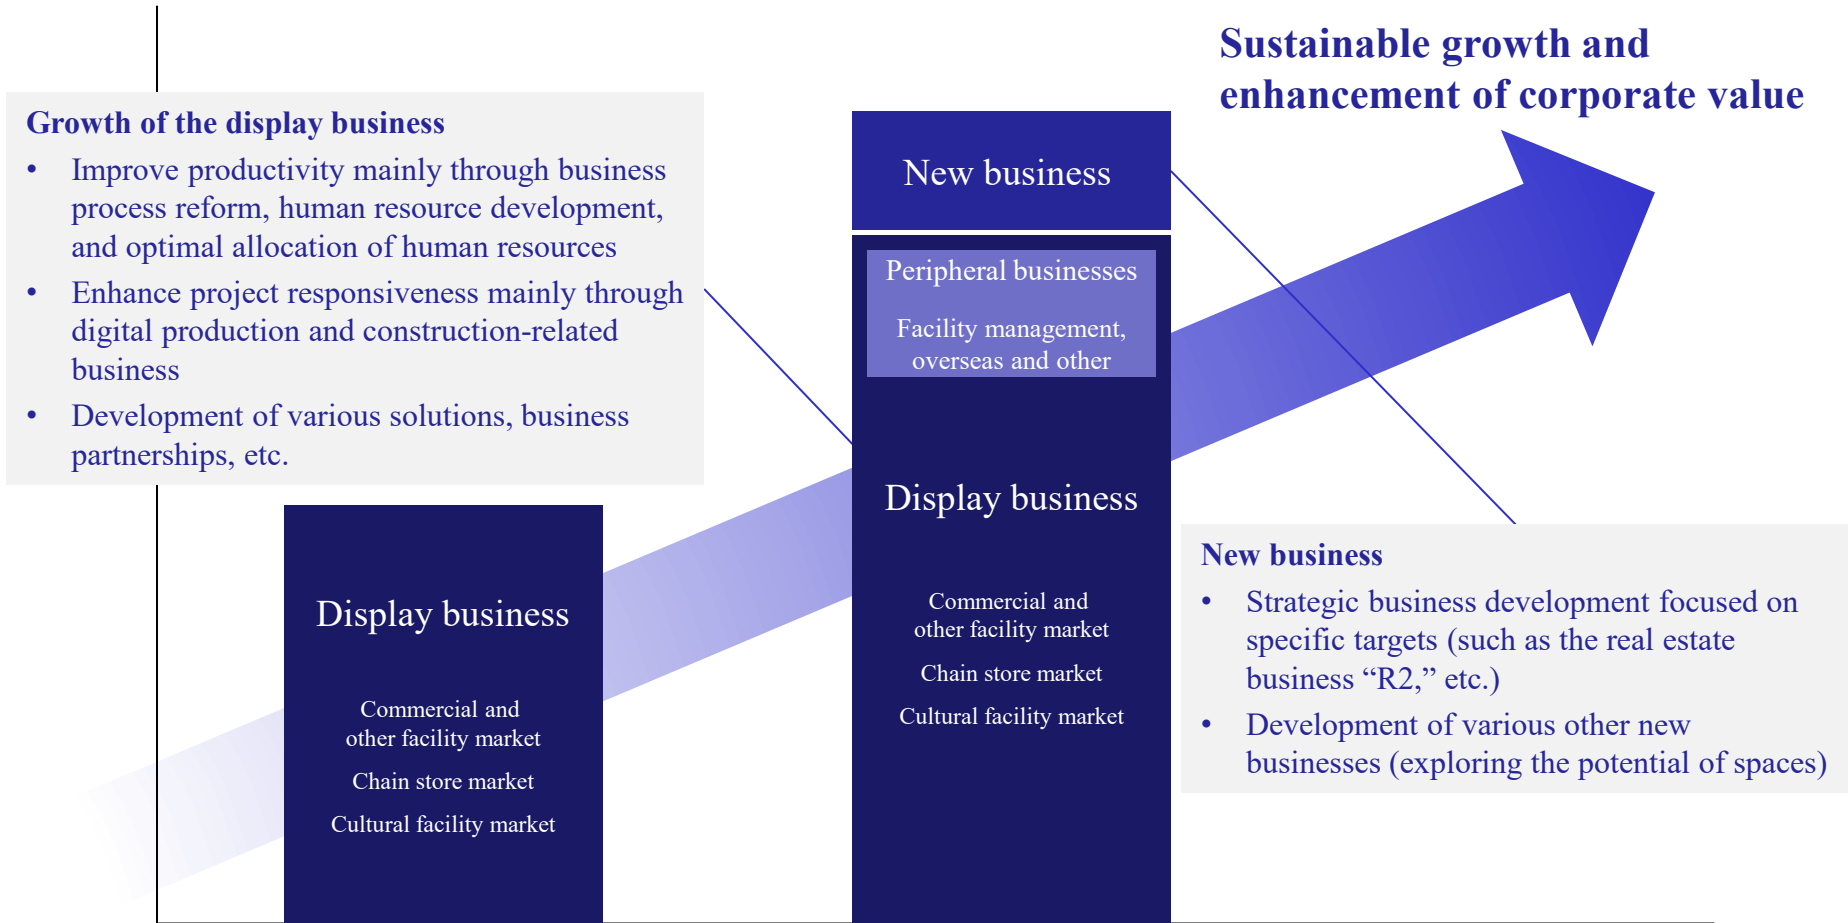 Sustainable growth and
enhancement of corporate value
Growth of the display business
• Improve productivity mainly through business
process reform, human resource development,
and optimal allocation of human resources
• Enhance project responsiveness mainly through
digital production and construction-related
business
• Development of various solutions, business
partnerships, etc.
Display business
Commercial and
other facility market
Chain store market
Cultural facility market
New business
Peripheral businesses
Facility management,
overseas and other
Display business
Commercial and
other facility market
Chain store market
Cultural facility market
New business
• Strategic business development focused on
specific targets (such as the real estate
business “R2,” etc.)
• Development of various other new
businesses (exploring the potential of spaces)